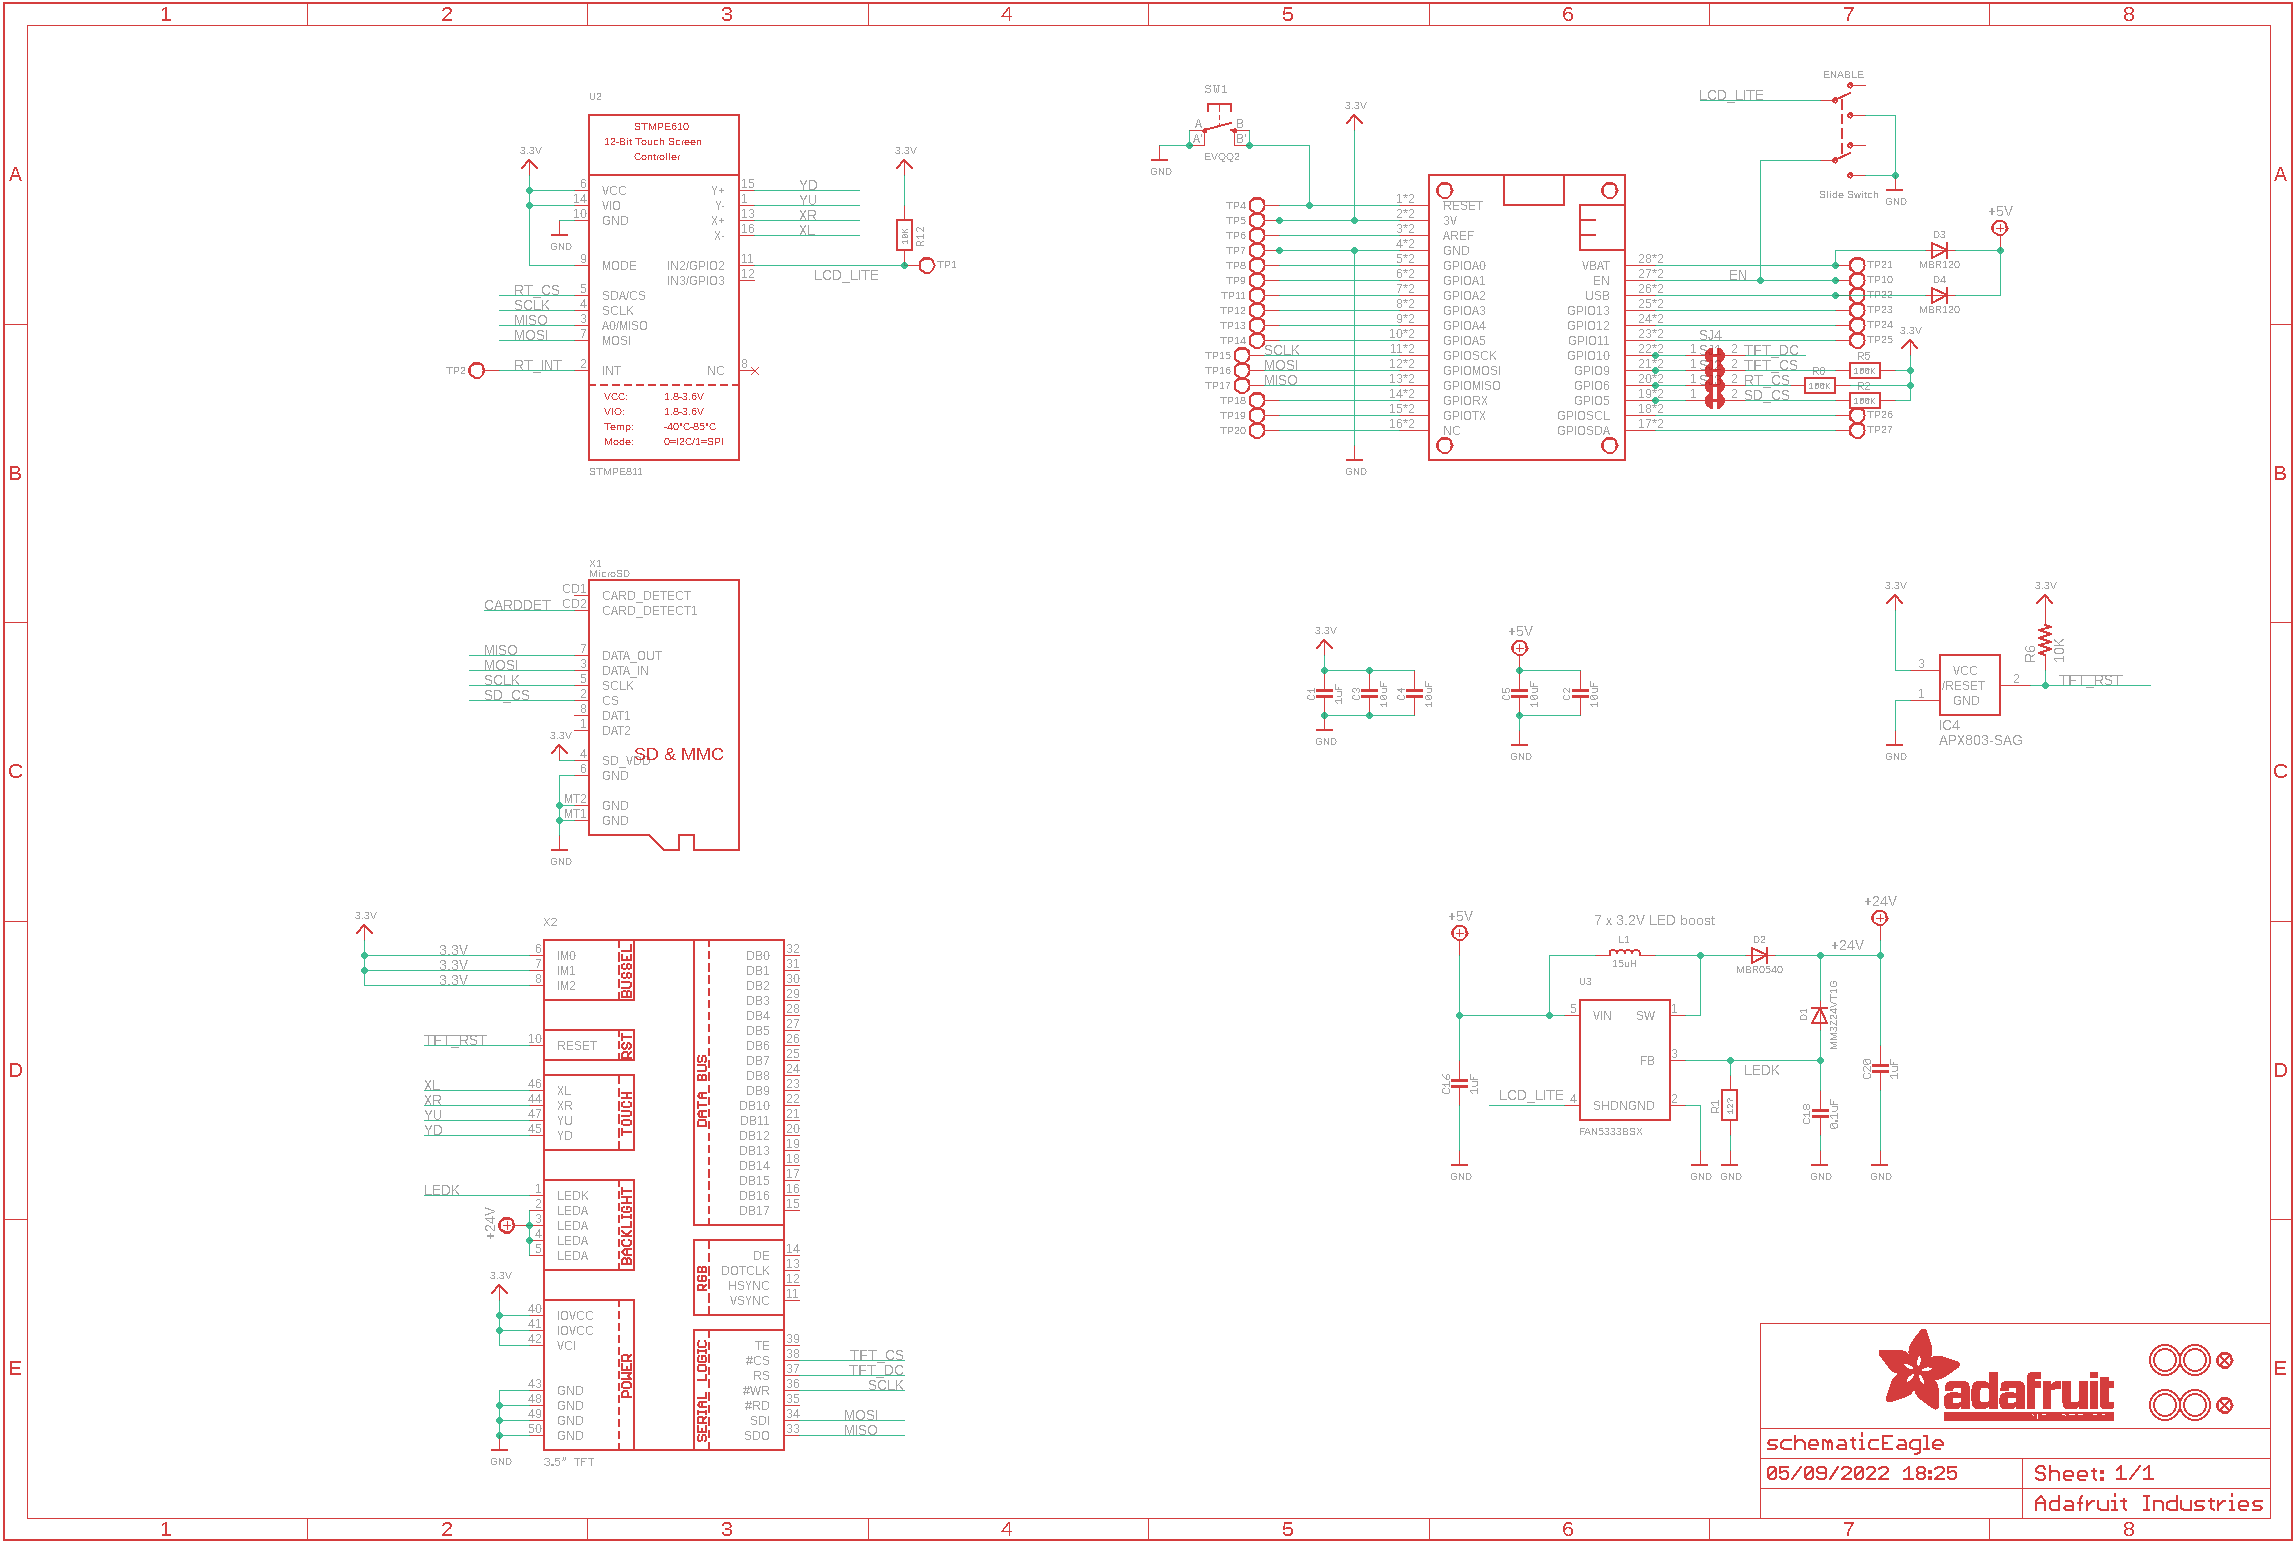 1 2 3 4 5 6 7 8
A
B
C
D
E
U2
STMPE610
12-Bit Touch Screen
Controller
3.3V
6 VCC
14 VIO
10 GND
GND
9 MODE
RT_CS 5 SDA/CS
SCLK 4 SCLK
MISO 3 A0/MISO
MOSI 7 MOSI
TP2 RT_INT 2 INT
Y+ 15 YD
Y- 1 YU
X+ 13 XR
X- 16 XL
IN2/GPIO2 11
IN3/GPIO3 12
LCD_LITE
NC 8
3.3V
10K
R12
TP1
VCC: 1.8-3.6V
VIO: 1.8-3.6V
Temp: -40°C-85°C
Mode: 0=I2C/1=SPI
STMPE811
SW1
A B
A' B'
EVQQ2
GND
3.3V
TP4 1*2 RESET
TP5 2*2 3V
TP6 3*2 AREF
TP7 4*2 GND
TP8 5*2 GPIOA0
TP9 6*2 GPIOA1
TP11 7*2 GPIOA2
TP12 8*2 GPIOA3
TP13 9*2 GPIOA4
TP14 10*2 GPIOA5
TP15 SCLK 11*2 GPIOSCK
TP16 MOSI 12*2 GPIOMOSI
TP17 MISO 13*2 GPIOMISO
TP18 14*2 GPIORX
TP19 15*2 GPIOTX
TP20 16*2 NC
GND
VBAT 28*2 TP21
EN 27*2 EN TP10
USB 26*2 TP22
GPIO13 25*2 TP23
GPIO12 24*2 TP24
GPIO11 23*2 TP25
SJ4
GPIO10 22*2 1 2 TFT_DC
GPIO9 21*2 1 2 TFT_CS
GPIO6 20*2 1 2 RT_CS
GPIO5 19*2 1 2 SD_CS
GPIOSCL 18*2 TP26
GPIOSDA 17*2 TP27
R5
100K
100K
R2
100K
3.3V
ENABLE
LCD_LITE
Slide Switch
GND
+5V
D3
MBR120
D4
MBR120
X1
MicroSD
CD1 CARD_DETECT
CARDDET CD2 CARD_DETECT1
MISO 7 DATA_OUT
MOSI 3 DATA_IN
SCLK 5 SCLK
SD_CS 2 CS
8 DAT1
1 DAT2
3.3V
4 SD_VDD
SD & MMC
6 GND
MT2 GND
MT1 GND
GND
3.3V
C1 1uF C3 10uF C4 10uF
GND
+5V
C5 10uF C2 10uF
GND
3.3V
3.3V
R6 10K
3 VCC
/RESET 2 TFT_RST
1 GND
IC4
APX803-SAG
GND
3.3V
X2
3.3V 6 IM0
3.3V 7 IM1
3.3V 8 IM2
BUSSEL
TFT_RST 10 RESET
RST
XL 46 XL
XR 44 XR
YU 47 YU
YD 45 YD
TOUCH
LEDK 1 LEDK
2 LEDA
3 LEDA
4 LEDA
5 LEDA
+24V
BACKLIGHT
3.3V
40 IOVCC
41 IOVCC
42 VCI
43 GND
48 GND
49 GND
50 GND
POWER
GND
3.5" TFT
DATA BUS
DB0 32
DB1 31
DB2 30
DB3 29
DB4 28
DB5 27
DB6 26
DB7 25
DB8 24
DB9 23
DB10 22
DB11 21
DB12 20
DB13 19
DB14 18
DB15 17
DB16 16
DB17 15
RGB
DE 14
DOTCLK 13
HSYNC 12
VSYNC 11
SERIAL LOGIC
TE 39
#CS 38 TFT_CS
RS 37 TFT_DC
#WR 36 SCLK
#RD 35
SDI 34 MOSI
SDO 33 MISO
+5V
7 x 3.2V LED boost
L1
15uH
D2
MBR0540
+24V
+24V
U3
5 VIN SW 1
FB 3
LEDK
LCD_LITE 4 SHDN GND 2
FAN5333BSX
D1
MM3Z24VT1G
C16 1uF
R1
C18 0.1uF
C20 1uF
GND GND GND GND GND
adafruit
schematicEagle
05/09/2022 18:25
Sheet: 1/1
Adafruit Industries
A
B
C
D
E
1 2 3 4 5 6 7 8